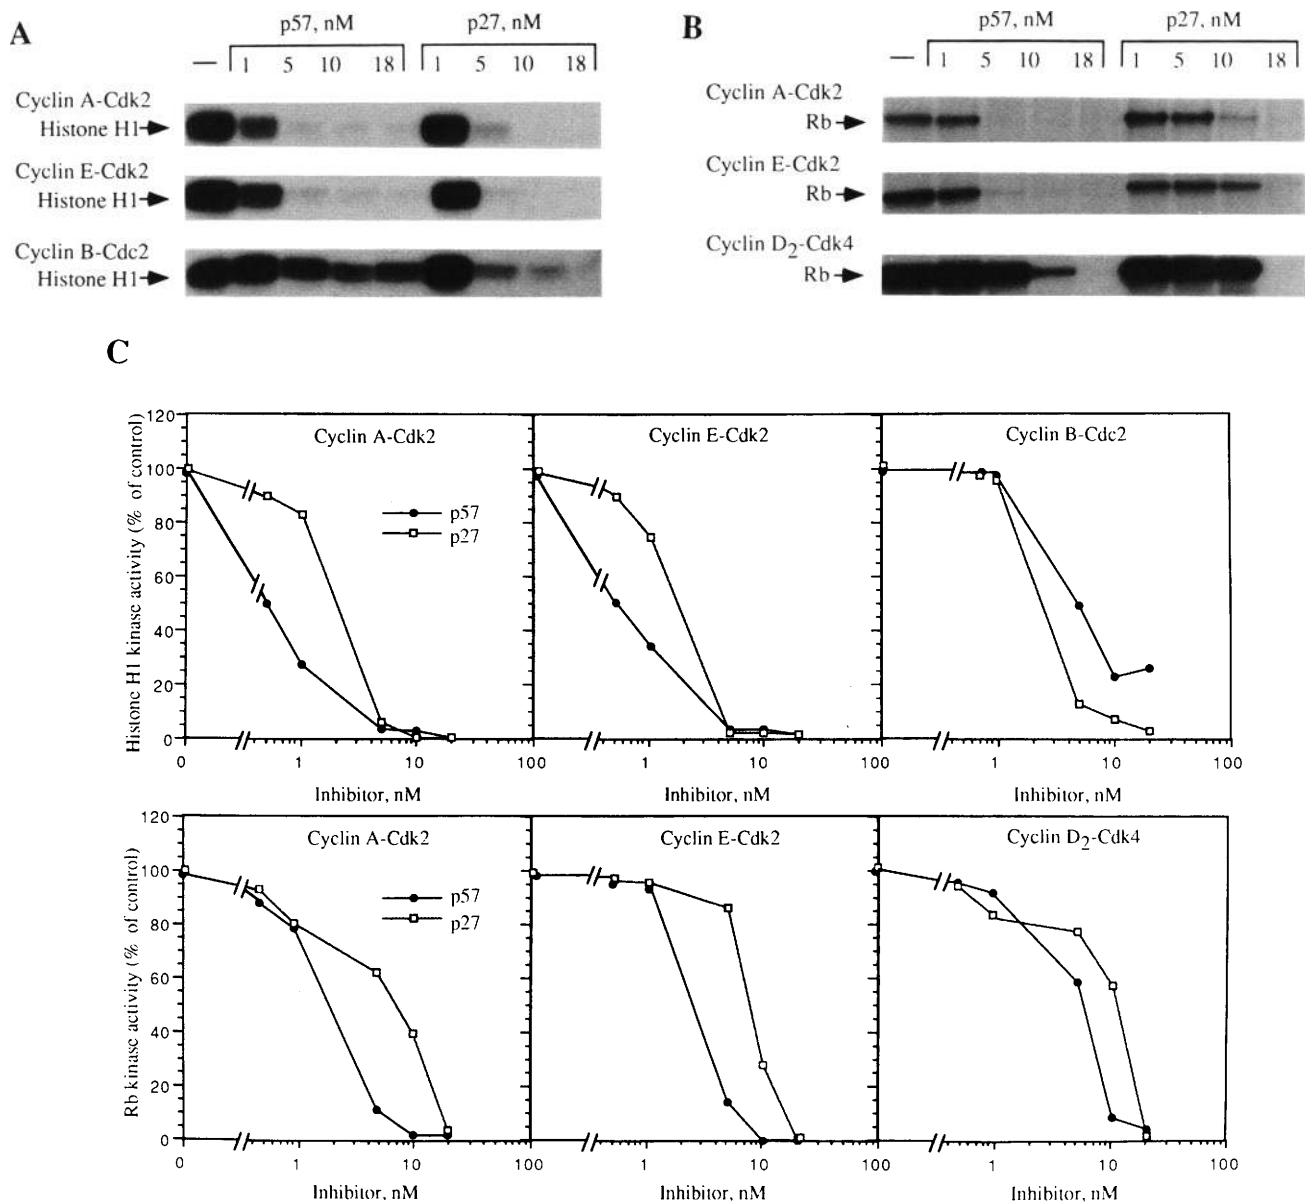 A
p57, nM
p27, nM
— 1 5 10 18 1 5 10 18
Cyclin A-Cdk2
Histone H1
Cyclin E-Cdk2
Histone H1
Cyclin B-Cdc2
Histone H1
B
p57, nM
p27, nM
— 1 5 10 18 1 5 10 18
Cyclin A-Cdk2
Rb
Cyclin E-Cdk2
Rb
Cyclin D2-Cdk4
Rb
C
Histone H1 kinase activity (% of control)
120
100
80
60
40
20
0
Cyclin A-Cdk2
p57
p27
Cyclin E-Cdk2
Cyclin B-Cdc2
0 1 10 100 1 10 100 1 10 100
Inhibitor, nM
Inhibitor, nM
Inhibitor, nM
Rb kinase activity (% of control)
120
100
80
60
40
20
0
Cyclin A-Cdk2
p57
p27
Cyclin E-Cdk2
Cyclin D2-Cdk4
0 1 10 100 1 10 100 1 10 100
Inhibitor, nM
Inhibitor, nM
Inhibitor, nM